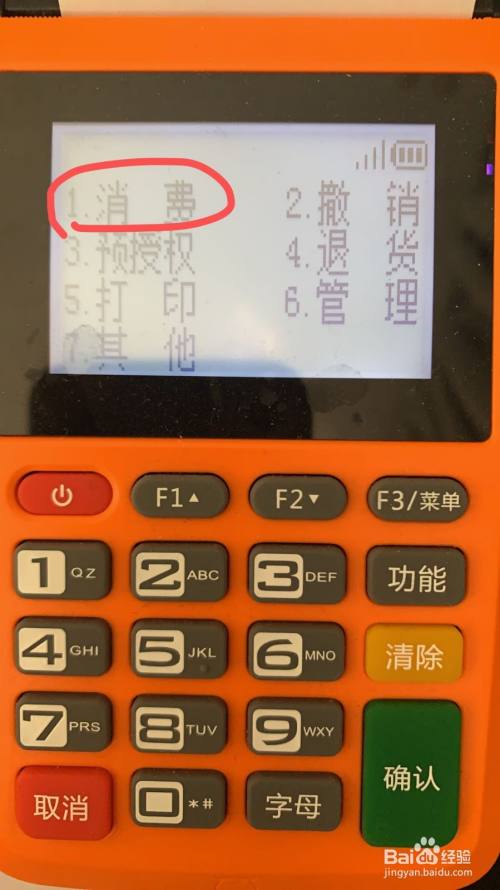 1.消 费 2.撤 销
3.预授权 4.退 货
5.打 印 6.管 理
7.其 他
F1▲ F2▼ F3/菜单
1 QZ 2 ABC 3 DEF 功能
4 GHI 5 JKL 6 MNO 清除
7 PRS 8 TUV 9 WXY 确认
取消 0 *# 字母
Baidu 经验
jingyan.baidu.com